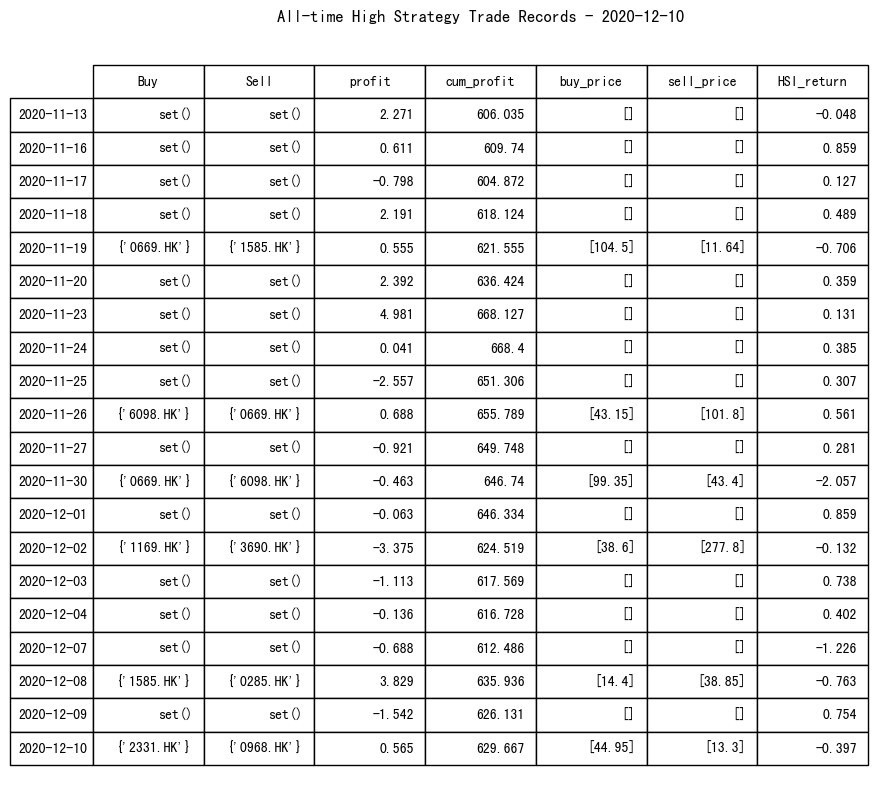 All-time High Strategy Trade Records - 2020-12-10
Buy Sell profit cum_profit buy_price sell_price HSI_return
2020-11-13 set() set() 2.271 606.035 [] [] -0.048
2020-11-16 set() set() 0.611 609.74 [] [] 0.859
2020-11-17 set() set() -0.798 604.872 [] [] 0.127
2020-11-18 set() set() 2.191 618.124 [] [] 0.489
2020-11-19 {'0669.HK'} {'1585.HK'} 0.555 621.555 [104.5] [11.64] -0.706
2020-11-20 set() set() 2.392 636.424 [] [] 0.359
2020-11-23 set() set() 4.981 668.127 [] [] 0.131
2020-11-24 set() set() 0.041 668.4 [] [] 0.385
2020-11-25 set() set() -2.557 651.306 [] [] 0.307
2020-11-26 {'6098.HK'} {'0669.HK'} 0.688 655.789 [43.15] [101.8] 0.561
2020-11-27 set() set() -0.921 649.748 [] [] 0.281
2020-11-30 {'0669.HK'} {'6098.HK'} -0.463 646.74 [99.35] [43.4] -2.057
2020-12-01 set() set() -0.063 646.334 [] [] 0.859
2020-12-02 {'1169.HK'} {'3690.HK'} -3.375 624.519 [38.6] [277.8] -0.132
2020-12-03 set() set() -1.113 617.569 [] [] 0.738
2020-12-04 set() set() -0.136 616.728 [] [] 0.402
2020-12-07 set() set() -0.688 612.486 [] [] -1.226
2020-12-08 {'1585.HK'} {'0285.HK'} 3.829 635.936 [14.4] [38.85] -0.763
2020-12-09 set() set() -1.542 626.131 [] [] 0.754
2020-12-10 {'2331.HK'} {'0968.HK'} 0.565 629.667 [44.95] [13.3] -0.397